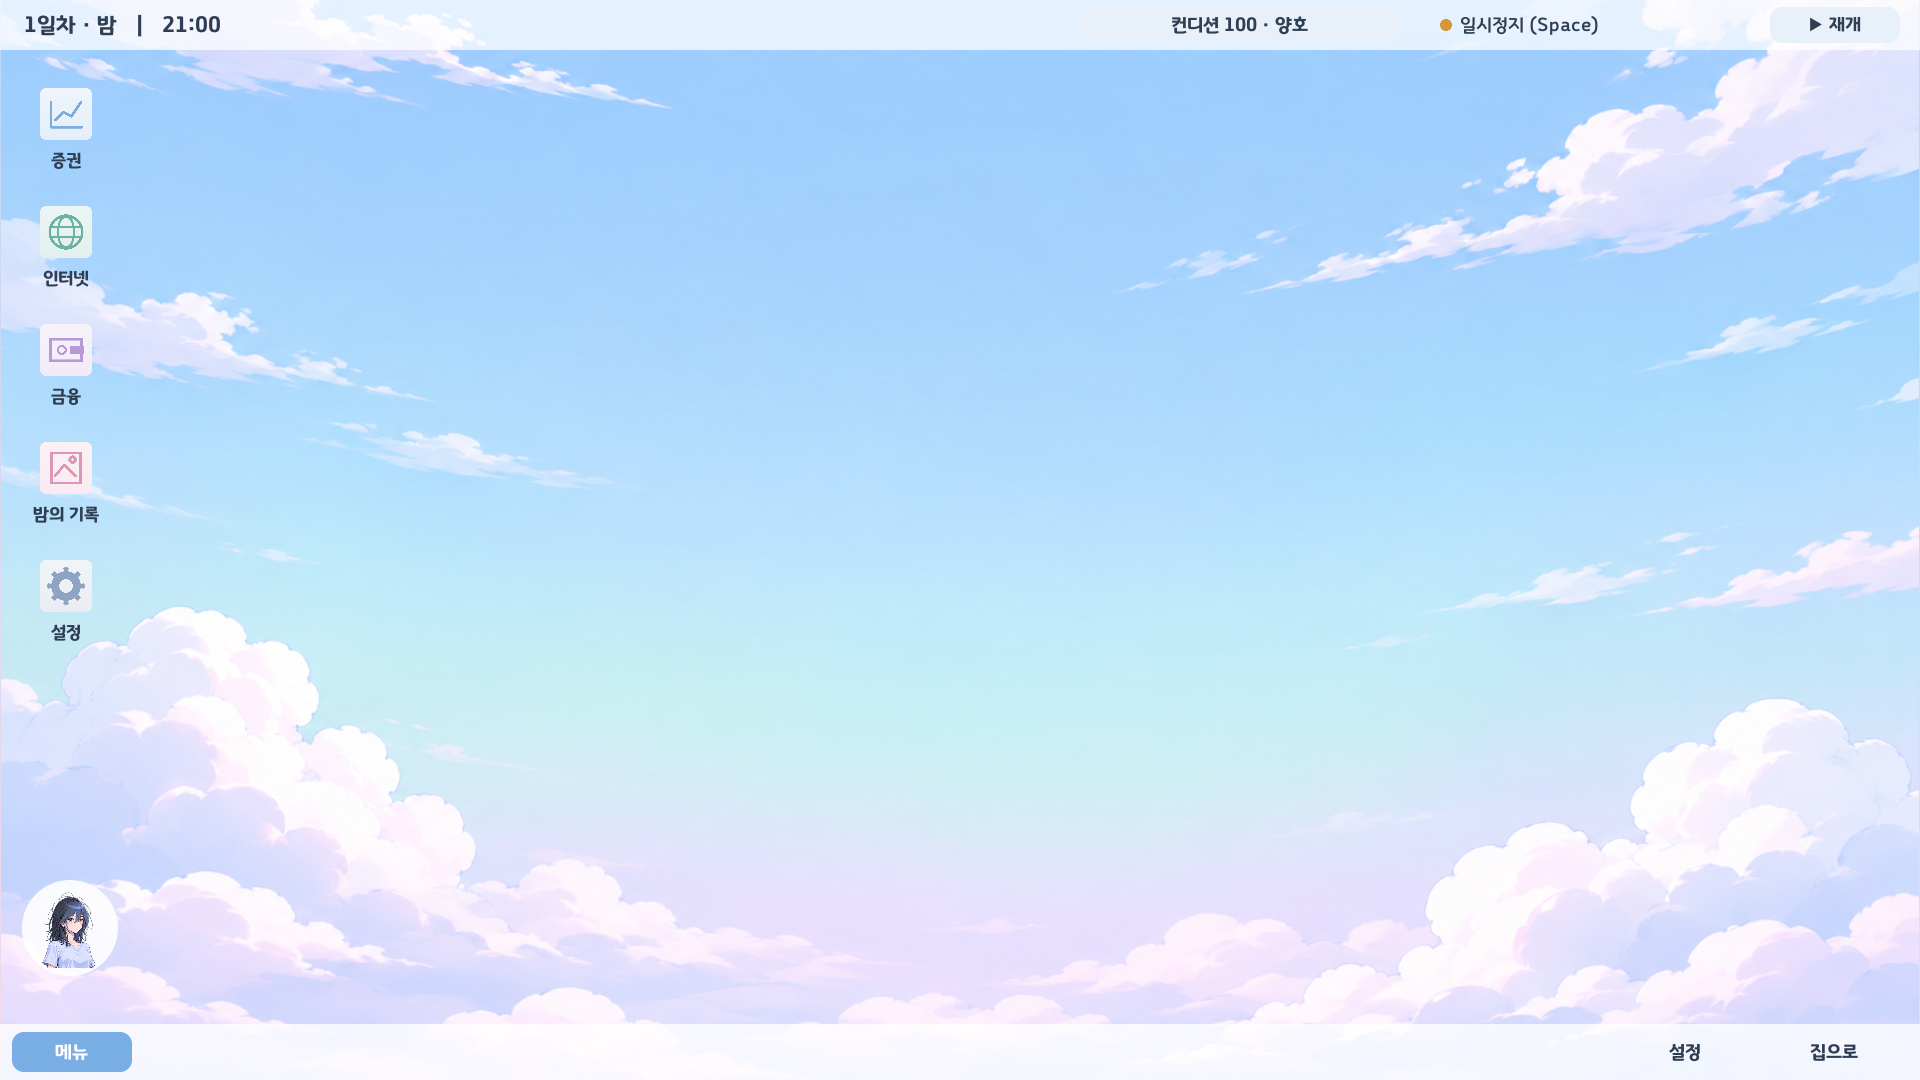 1일차 · 밤 | 21:00
컨디션 100 · 양호
일시정지 (Space)
▶ 재개
증권
인터넷
금융
밤의 기록
설정
메뉴
설정
집으로